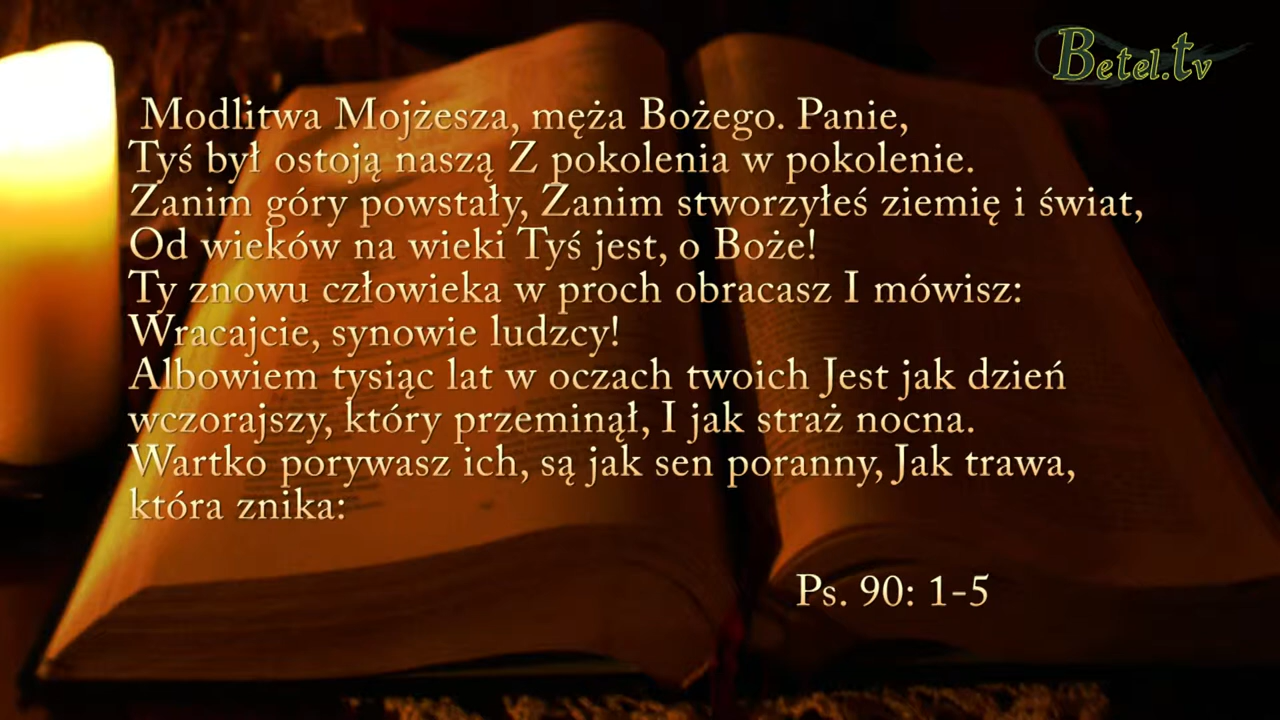 Betel.tv
Modlitwa Mojżesza, męża Bożego. Panie,
Tyś był ostoją naszą Z pokolenia w pokolenie.
Zanim góry powstały, Zanim stworzyłeś ziemię i świat,
Od wieków na wieki Tyś jest, o Boże!
Ty znowu człowieka w proch obracasz I mówisz:
Wracajcie, synowie ludzcy!
Albowiem tysiąc lat w oczach twoich Jest jak dzień
wczorajszy, który przeminął, I jak straż nocna.
Wartko porywasz ich, są jak sen poranny, Jak trawa,
która znika:
Ps. 90: 1-5